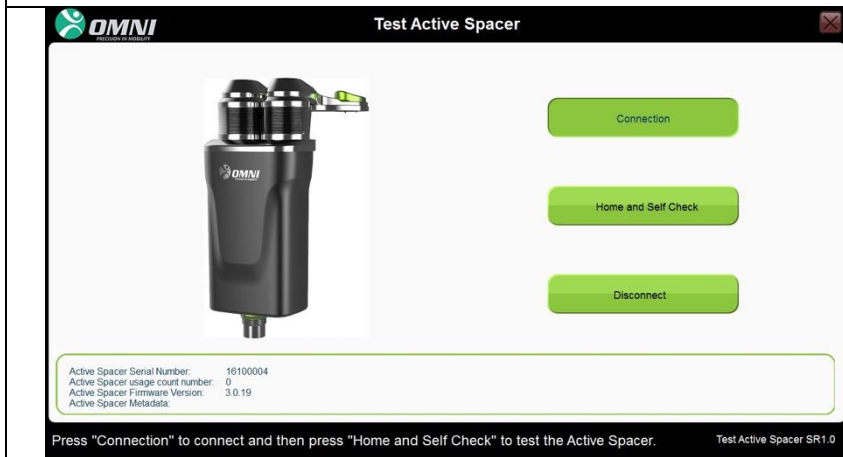 OMNI
PRECISION IN MOBILITY
Test Active Spacer
OMNI
Connection
Home and Self Check
Disconnect
Active Spacer Serial Number: 16100004
Active Spacer usage count number: 0
Active Spacer Firmware Version: 3.0.19
Active Spacer Metadata:
Press "Connection" to connect and then press "Home and Self Check" to test the Active Spacer. Test Active Spacer SR1.0